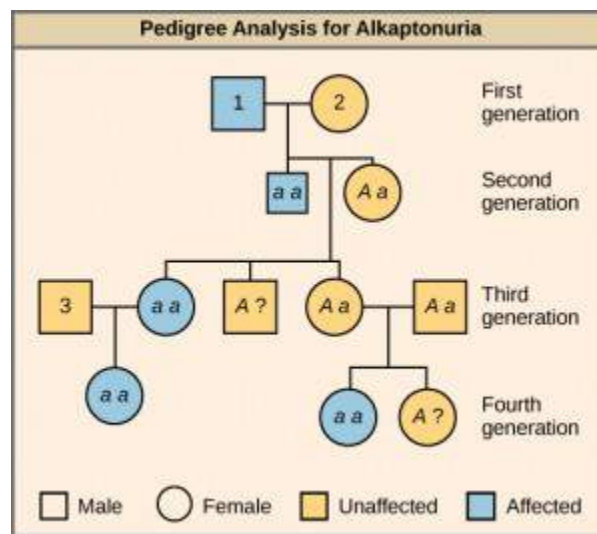 Pedigree Analysis for Alkaptonuria
1
2
First
generation
a a
A a
Second
generation
3
a a
A ?
A a
A a
Third
generation
a a
a a
A ?
Fourth
generation
Male
Female
Unaffected
Affected